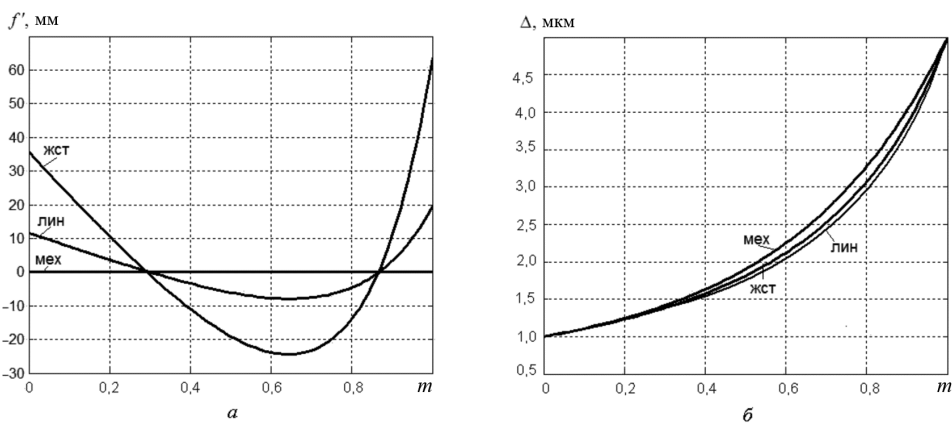 f', мм
60
50
40
30
20
10
0
-10
-20
-30
жст
лин
мех
0 0,2 0,4 0,6 0,8 m
а
Δ, мкм
4,5
4,0
3,5
3,0
2,5
2,0
1,5
1,0
0,5
мех
лин
жст
0 0,2 0,4 0,6 0,8 m
б